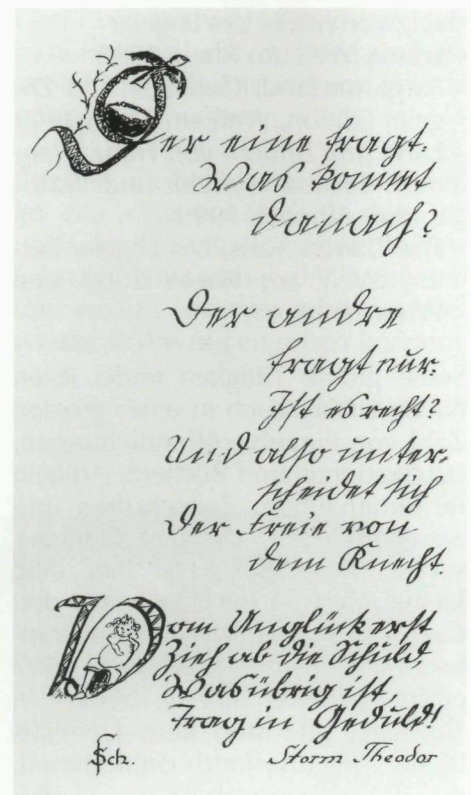 Der eine fragt:
Was kommt
danach?
Der andre
fragt nur:
Ist es recht?
Und also unter-
scheidet sich
Der Freie von
dem Knecht.
Vom Unglück erst
Zieh ab die Schuld,
Was übrig ist,
Trag in Geduld!
Sch. Storm Theodor